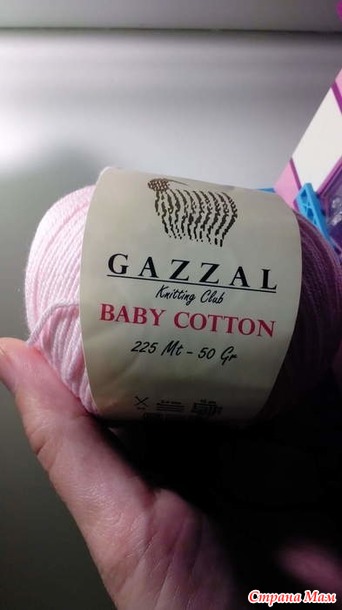 GAZZAL
Knitting Club
BABY COTTON
225 Mt - 50 Gr
Страна Мам